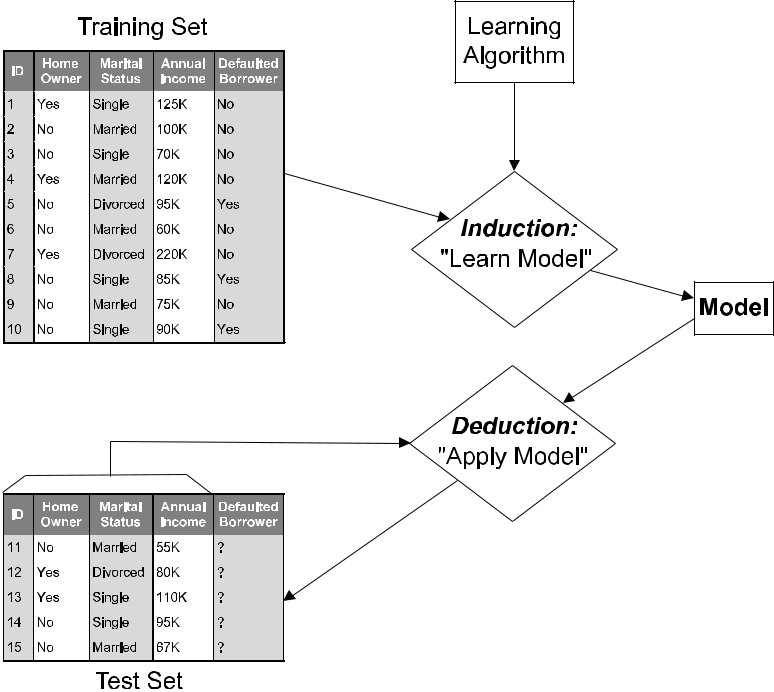 Training Set
ID Home Owner Marital Status Annual Income Defaulted Borrower
1 Yes Single 125K No
2 No Married 100K No
3 No Single 70K No
4 Yes Married 120K No
5 No Divorced 95K Yes
6 No Married 60K No
7 Yes Divorced 220K No
8 No Single 85K Yes
9 No Married 75K No
10 No Single 90K Yes
Learning
Algorithm
Induction:
"Learn Model"
Model
Deduction:
"Apply Model"
ID Home Owner Marital Status Annual Income Defaulted Borrower
11 No Married 55K ?
12 Yes Divorced 80K ?
13 Yes Single 110K ?
14 No Single 95K ?
15 No Married 67K ?
Test Set